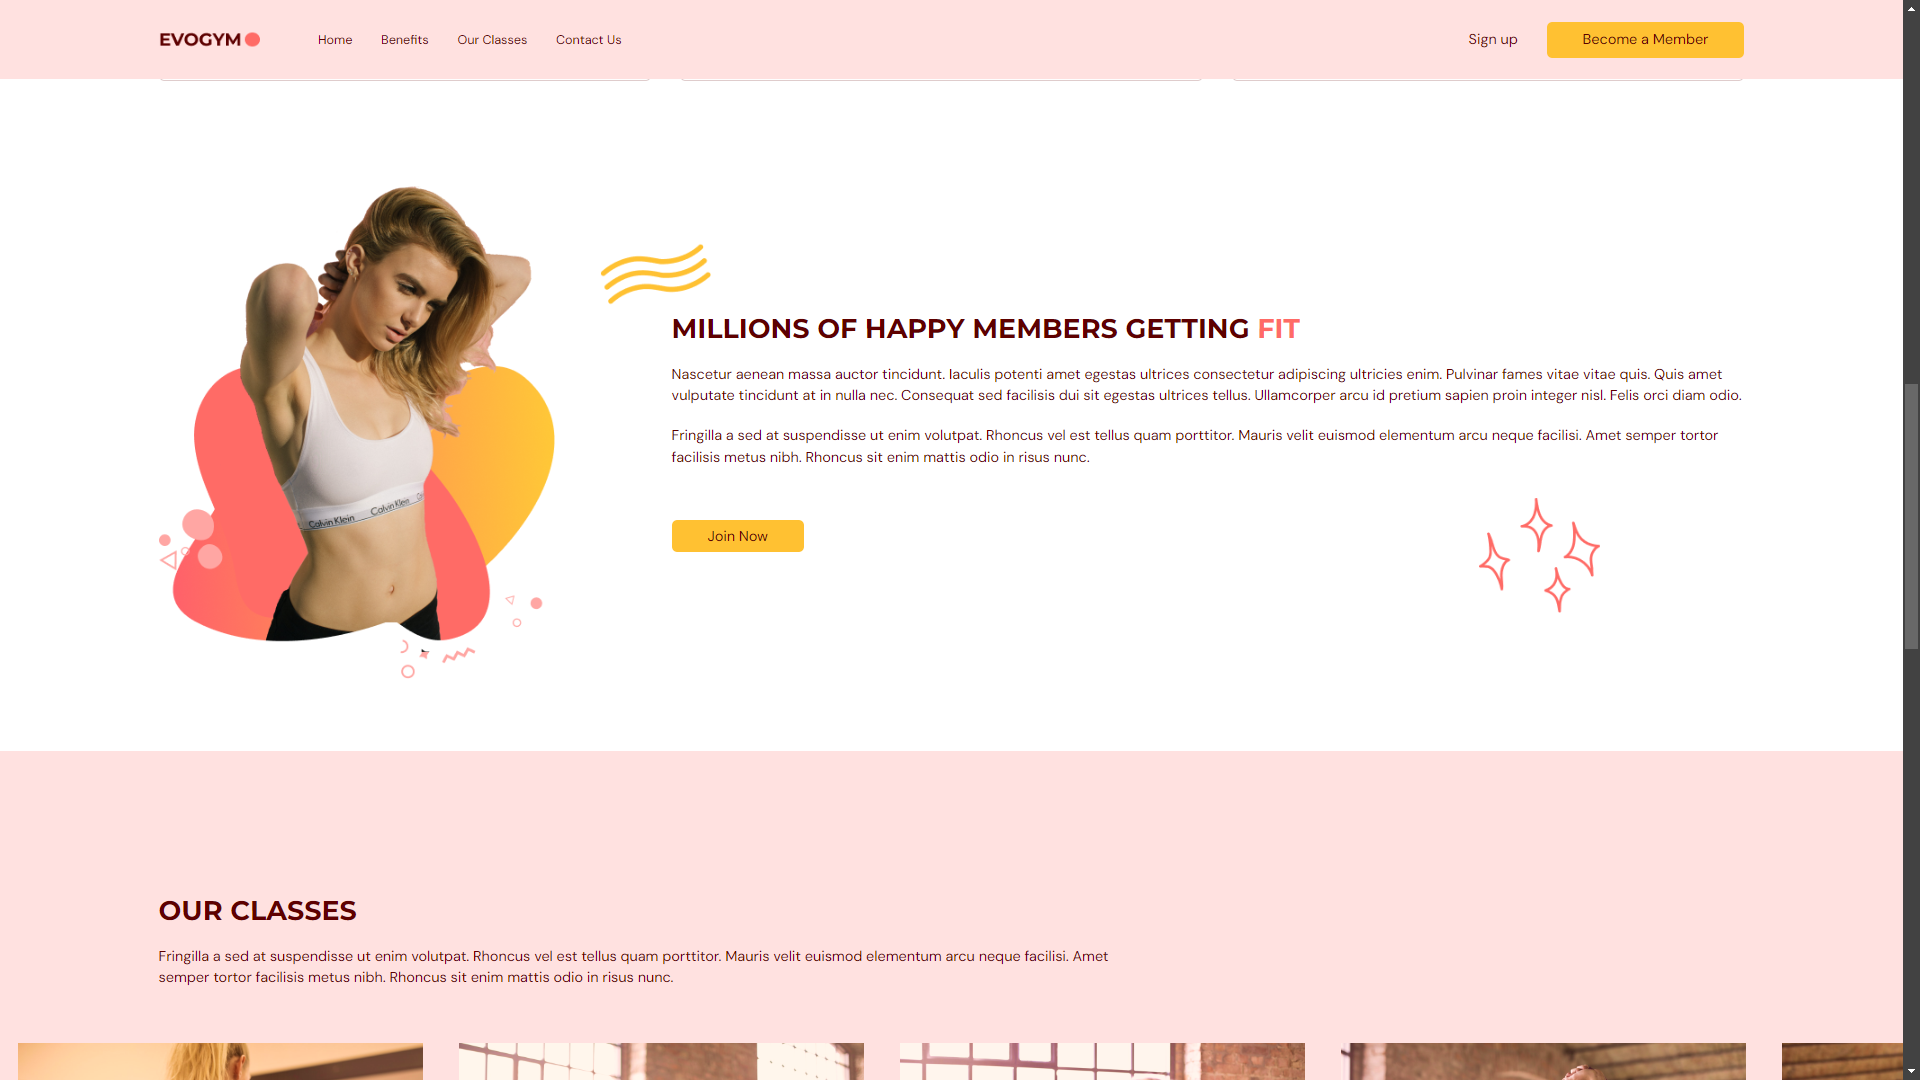 EVOGYM
Home
Benefits
Our Classes
Contact Us
Sign up
Become a Member
MILLIONS OF HAPPY MEMBERS GETTING FIT
Nascetur aenean massa auctor tincidunt. Iaculis potenti amet egestas ultrices consectetur adipiscing ultricies enim. Pulvinar fames vitae vitae quis. Quis amet
vulputate tincidunt at in nulla nec. Consequat sed facilisis dui sit egestas ultrices tellus. Ullamcorper arcu id pretium sapien proin integer nisl. Felis orci diam odio.
Fringilla a sed at suspendisse ut enim volutpat. Rhoncus vel est tellus quam porttitor. Mauris velit euismod elementum arcu neque facilisi. Amet semper tortor
facilisis metus nibh. Rhoncus sit enim mattis odio in risus nunc.
Calvin Klein Calvin Klein
Join Now
OUR CLASSES
Fringilla a sed at suspendisse ut enim volutpat. Rhoncus vel est tellus quam porttitor. Mauris velit euismod elementum arcu neque facilisi. Amet
semper tortor facilisis metus nibh. Rhoncus sit enim mattis odio in risus nunc.